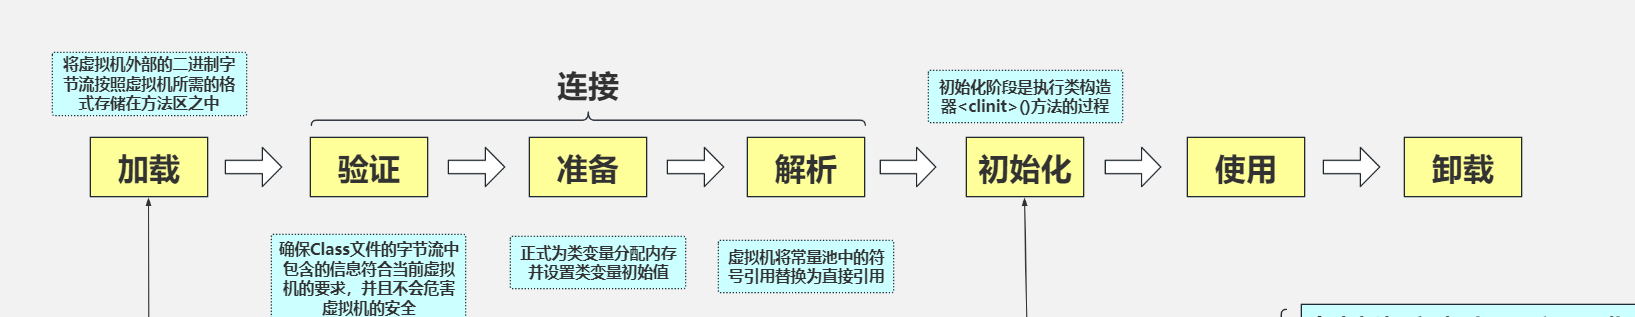 将虚拟机外部的二进制字
节流按照虚拟机所需的格
式存储在方法区之中
连接
初始化阶段是执行类构造
器<clinit>()方法的过程
加载
验证
准备
解析
初始化
使用
卸载
确保Class文件的字节流中
包含的信息符合当前虚拟
机的要求，并且不会危害
虚拟机的安全
正式为类变量分配内存
并设置类变量初始值
虚拟机将常量池中的符
号引用替换为直接引用